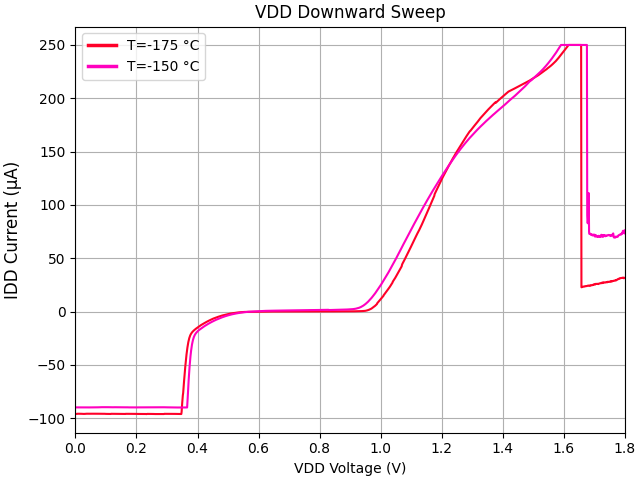 VDD Downward Sweep
T=-175 °C
T=-150 °C
IDD Current (μA)
250
200
150
100
50
0
−50
−100
0.0 0.2 0.4 0.6 0.8 1.0 1.2 1.4 1.6 1.8
VDD Voltage (V)